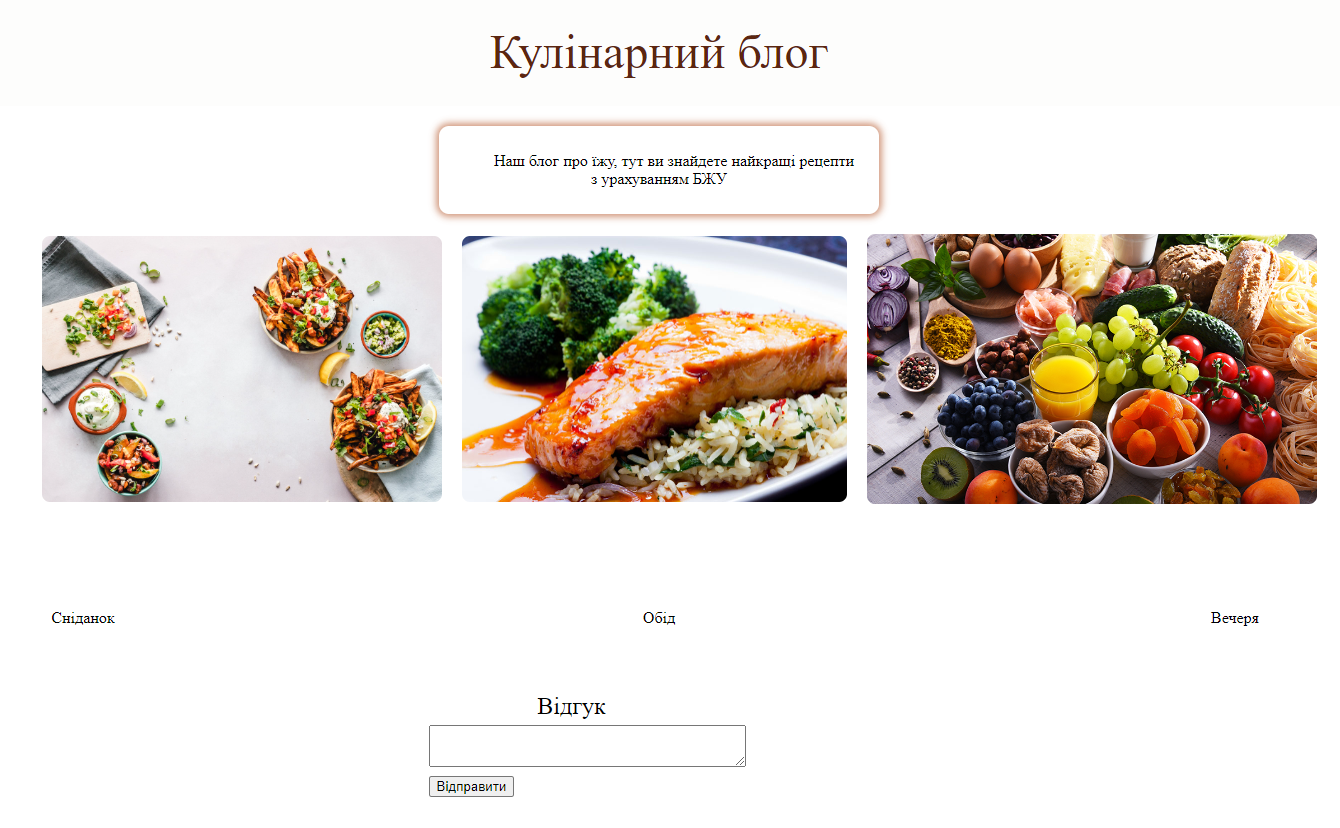 Кулінарний блог
Наш блог про їжу, тут ви знайдете найкращі рецепти
з урахуванням БЖУ
Сніданок
Обід
Вечеря
Відгук
Відправити